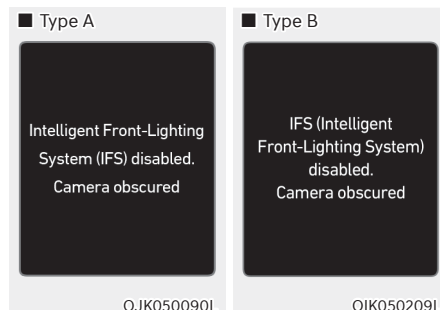 ■ Type A
Intelligent Front-Lighting
System (IFS) disabled.
Camera obscured
OJK050090L
■ Type B
IFS (Intelligent
Front-Lighting System)
disabled.
Camera obscured
OIK050209L